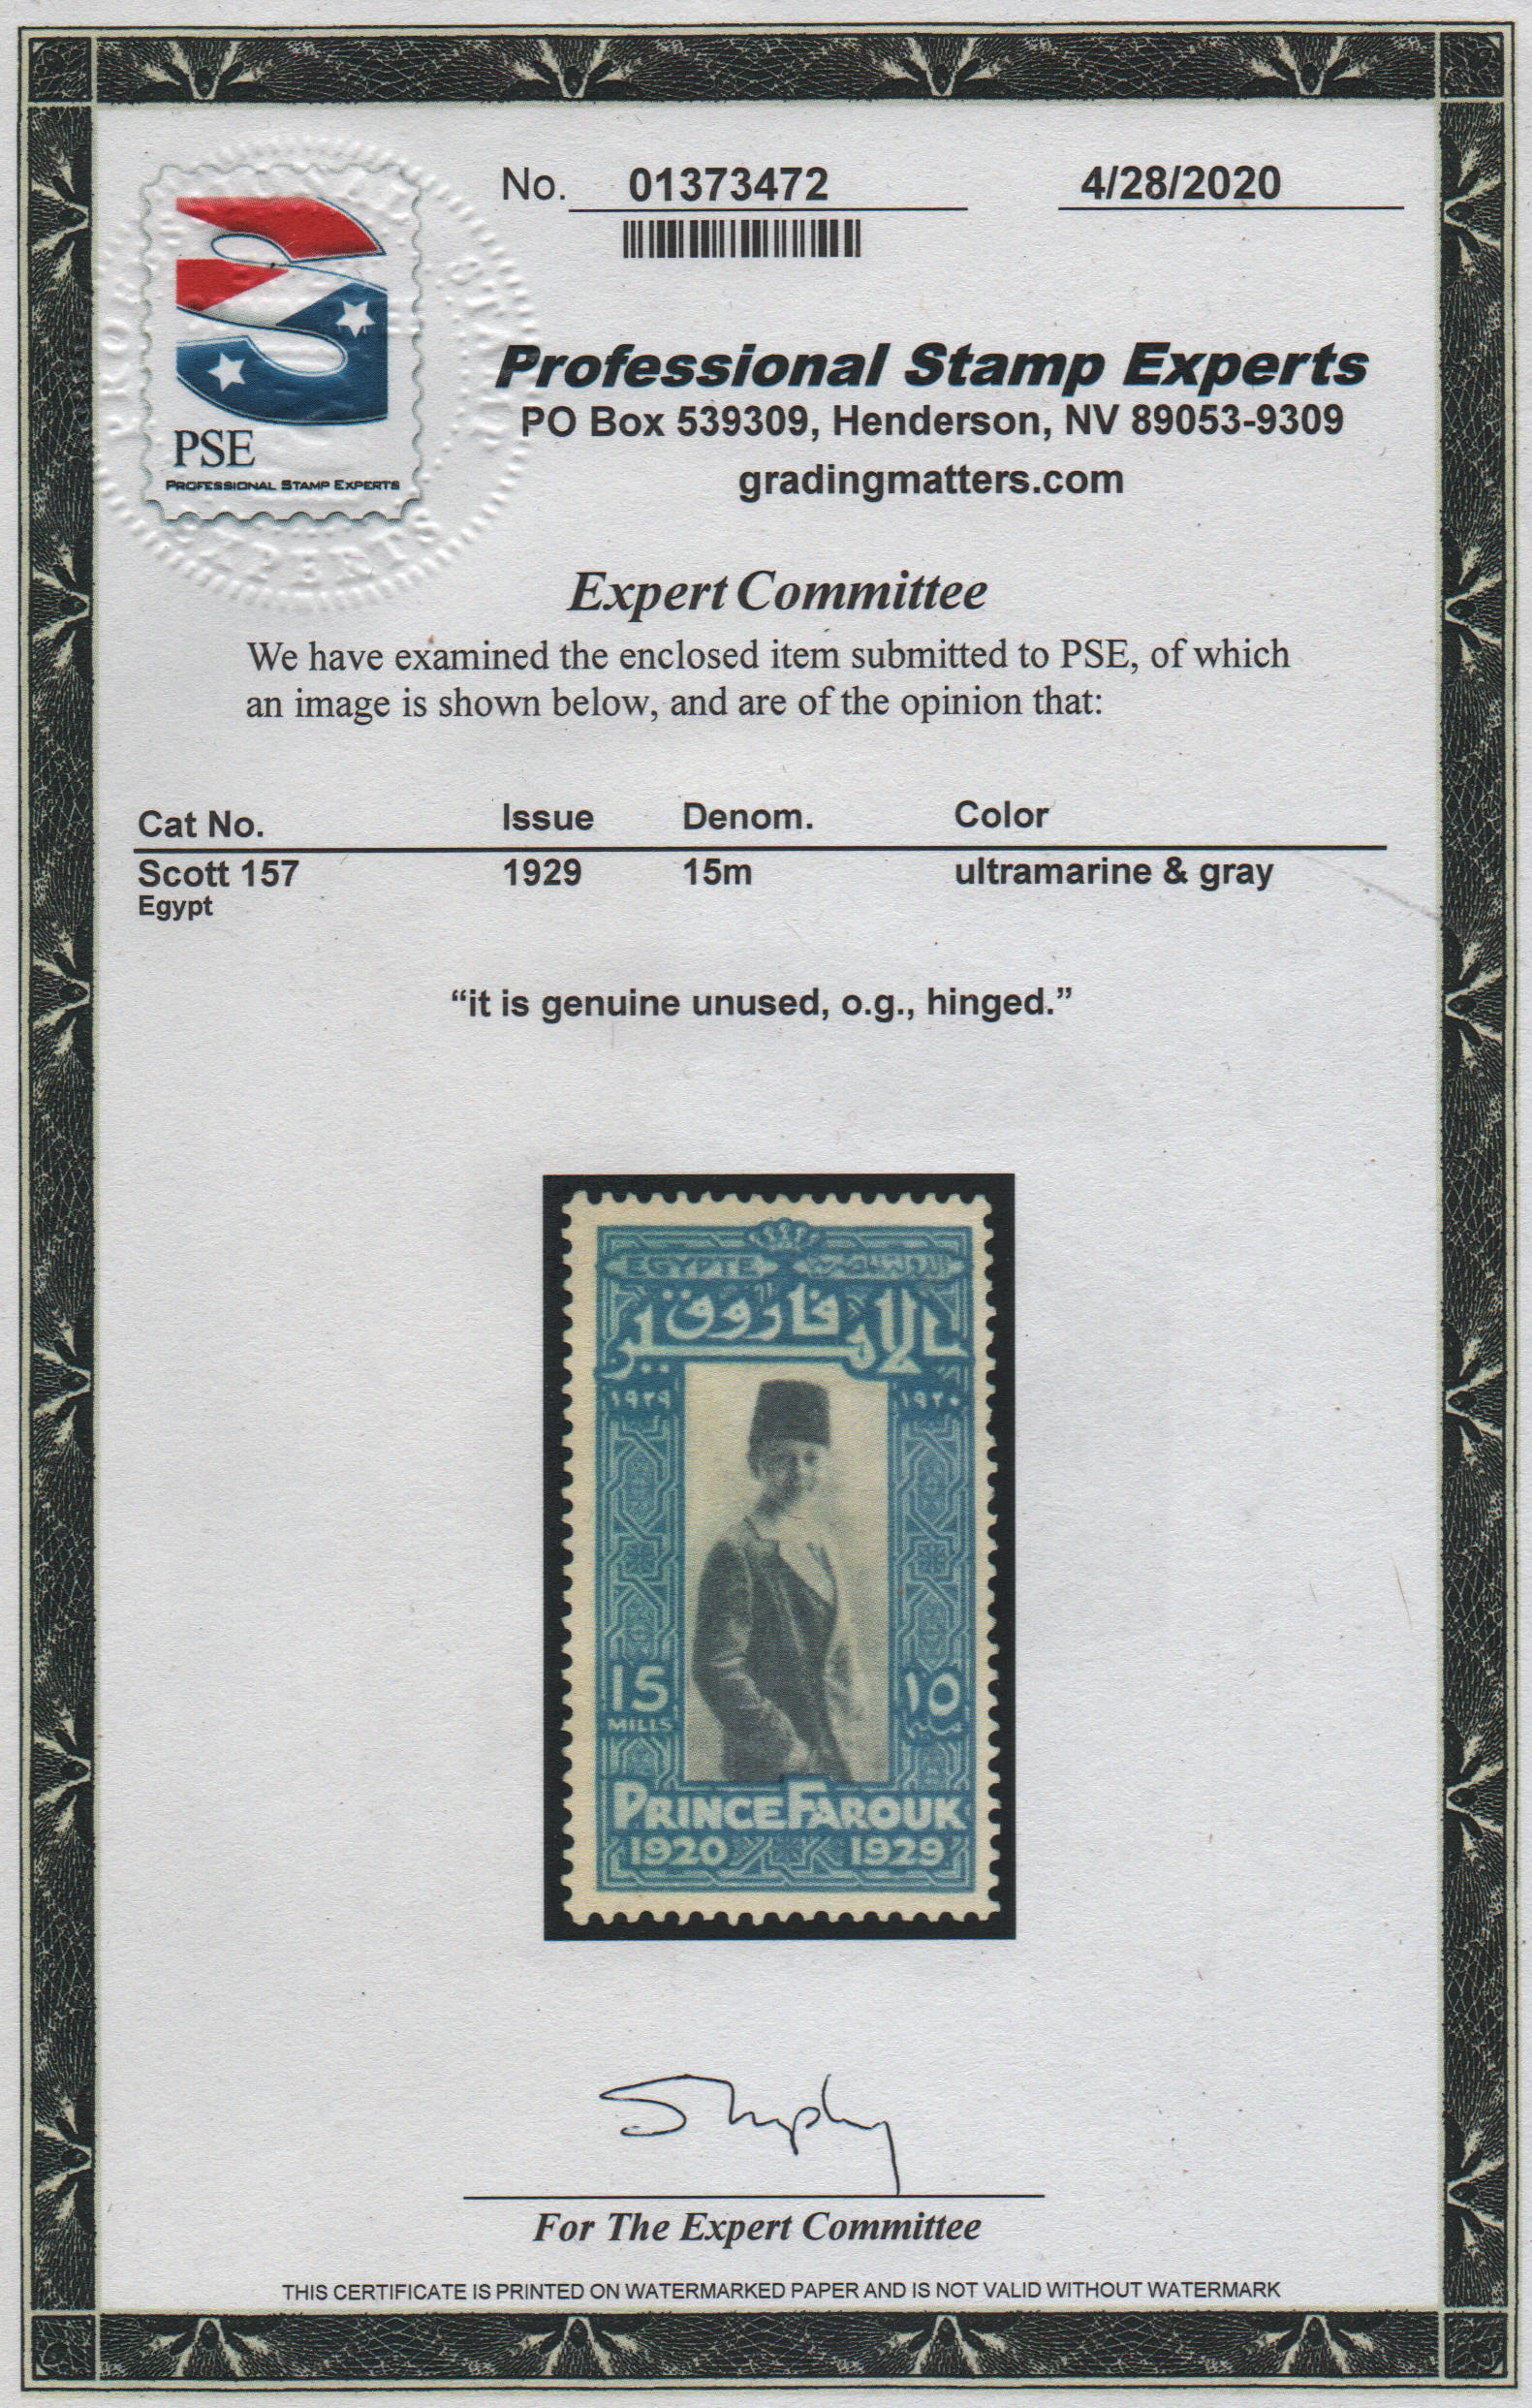 No. 01373472 4/28/2020
PSE
PROFESSIONAL STAMP EXPERTS
EXPERTS
Professional Stamp Experts
PO Box 539309, Henderson, NV 89053-9309
gradingmatters.com
Expert Committee
We have examined the enclosed item submitted to PSE, of which
an image is shown below, and are of the opinion that:
Cat No. Issue Denom. Color
Scott 157 1929 15m ultramarine & gray
Egypt
“it is genuine unused, o.g., hinged.”
EGYPTE
الامير فاروق
١٩٢٩ ١٩٢٠
15 ١٥
MILLS مليم
PRINCE FAROUK
1920 1929
For The Expert Committee
THIS CERTIFICATE IS PRINTED ON WATERMARKED PAPER AND IS NOT VALID WITHOUT WATERMARK